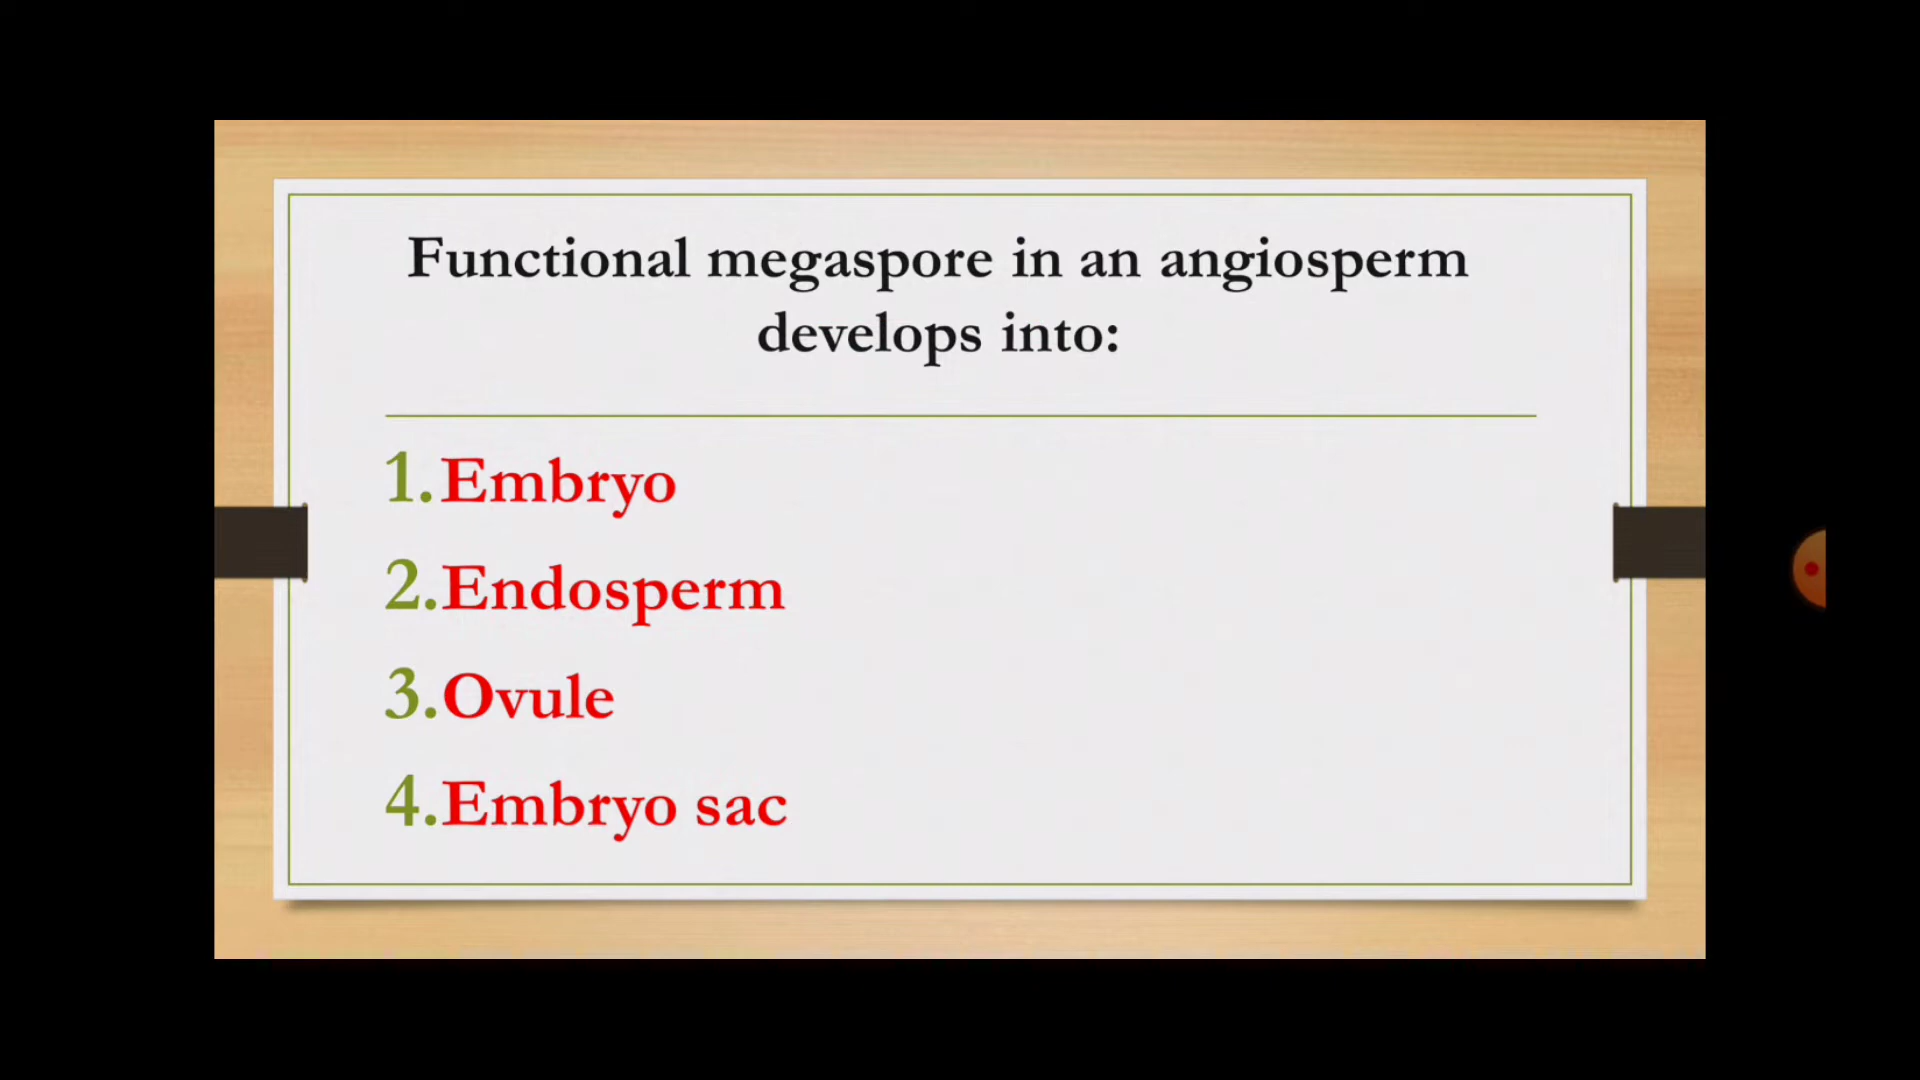 Functional megaspore in an angiosperm
develops into:
1.Embryo
2.Endosperm
3.Ovule
4.Embryo sac